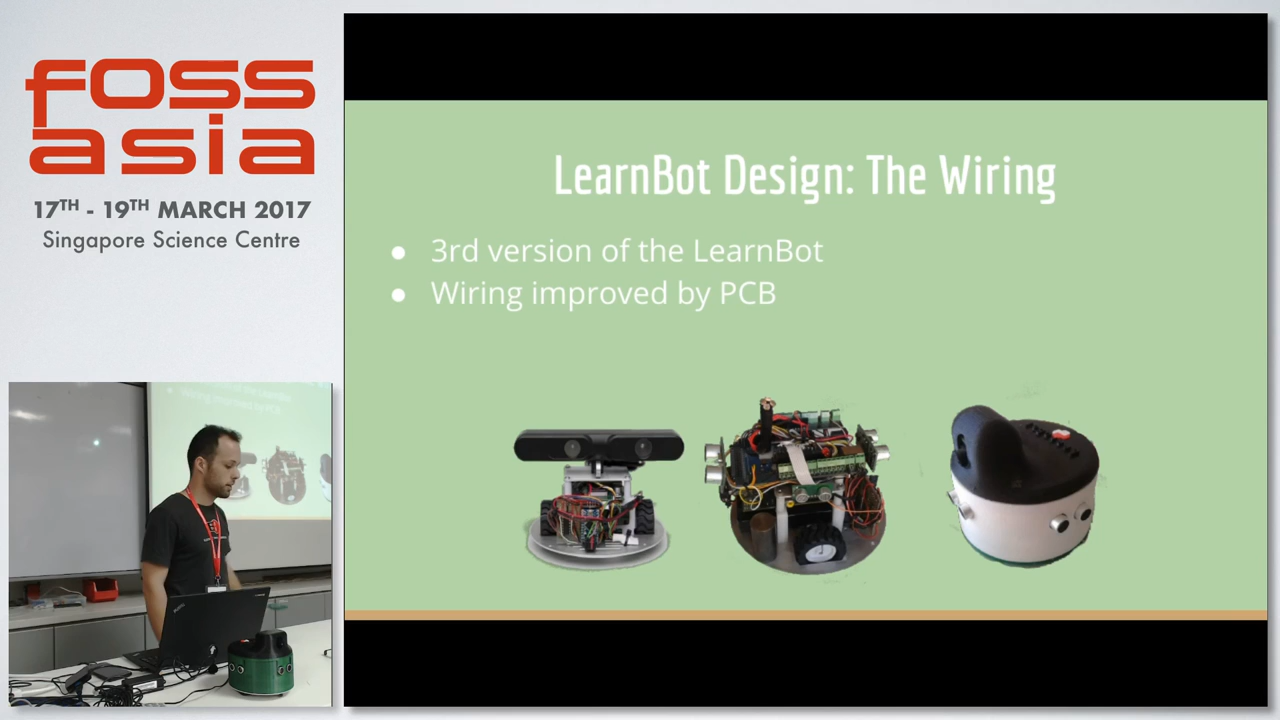 foss
asia
17TH - 19TH MARCH 2017
Singapore Science Centre
LearnBot Design: The Wiring
● 3rd version of the LearnBot
● Wiring improved by PCB